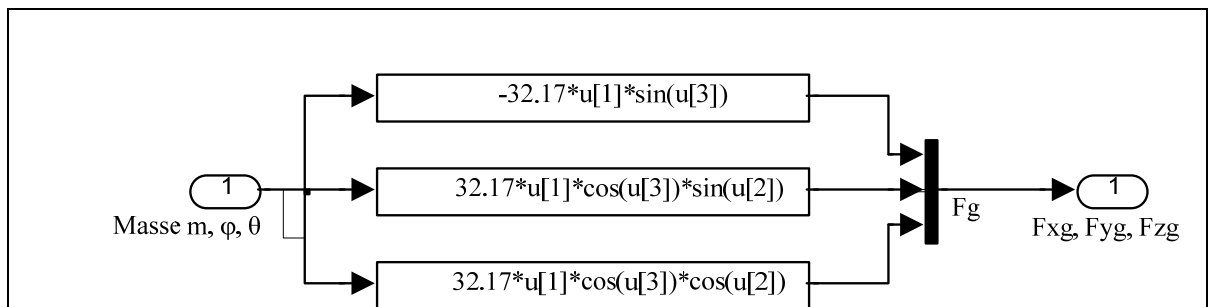 -32.17*u[1]*sin(u[3])
1
32.17*u[1]*cos(u[3])*sin(u[2])
1
Masse m, φ, θ
Fg
Fxg, Fyg, Fzg
32.17*u[1]*cos(u[3])*cos(u[2])